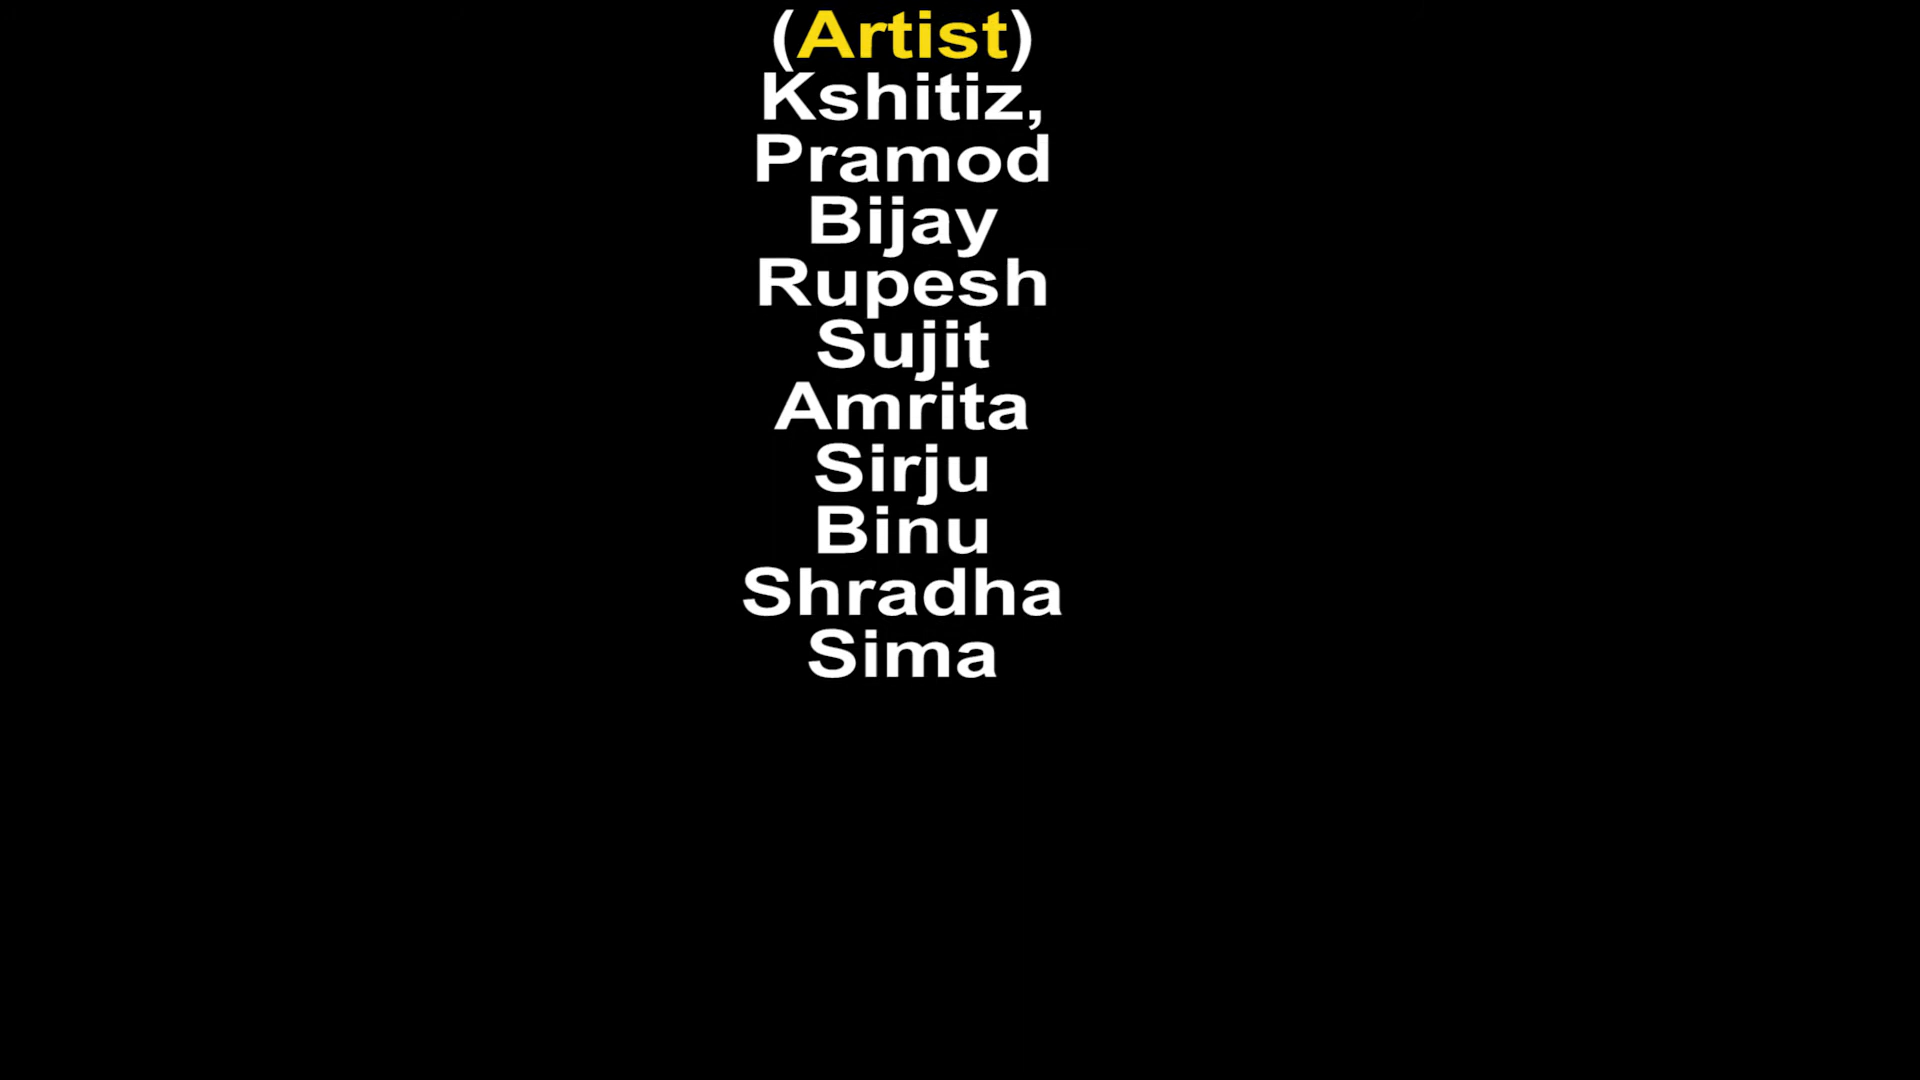 (Artist)
Kshitiz,
Pramod
Bijay
Rupesh
Sujit
Amrita
Sirju
Binu
Shradha
Sima